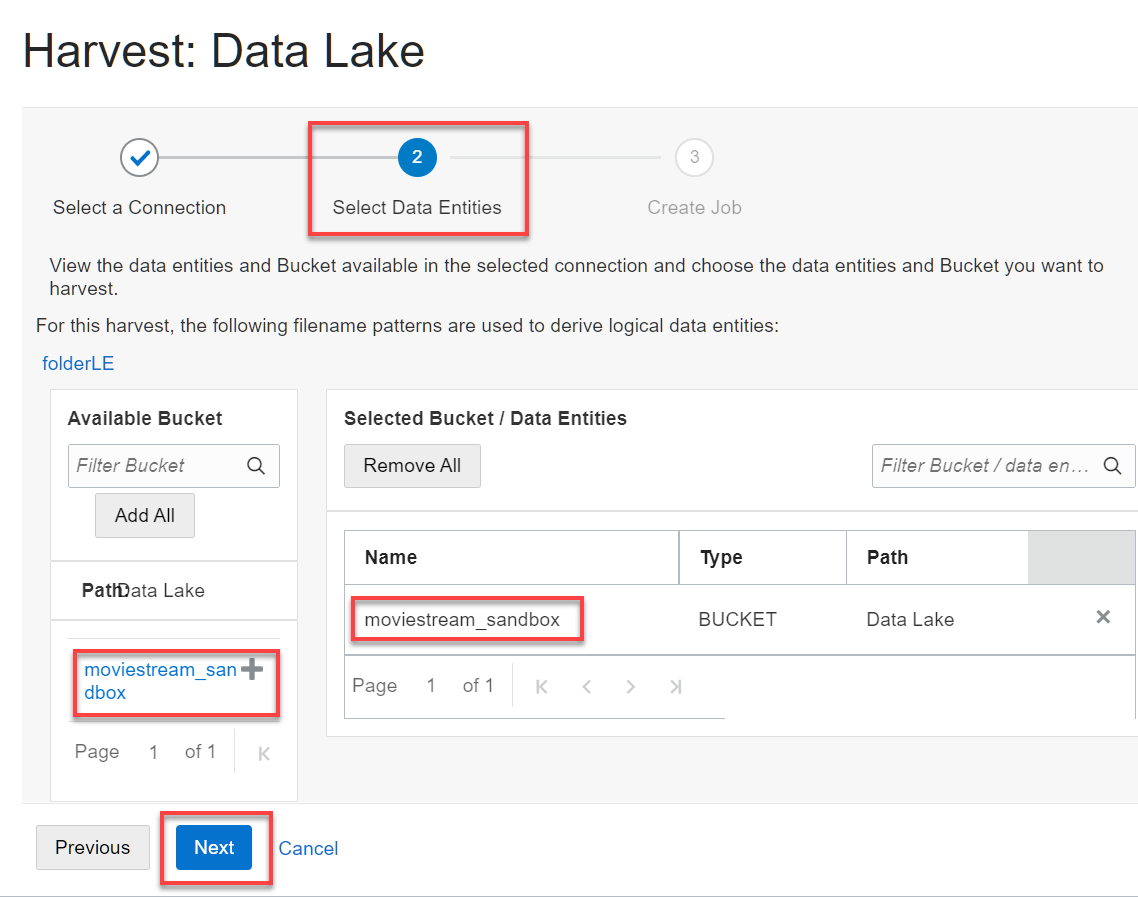 Harvest: Data Lake
2
3
Select a Connection
Select Data Entities
Create Job
View the data entities and Bucket available in the selected connection and choose the data entities and Bucket you want to
harvest.
For this harvest, the following filename patterns are used to derive logical data entities:
folderLE
Available Bucket
Filter Bucket
Add All
Path: Data Lake
moviestream_san
dbox
Page 1 of 1
Selected Bucket / Data Entities
Remove All
Filter Bucket / data en...
Name Type Path
moviestream_sandbox BUCKET Data Lake
Page 1 of 1
Previous
Next
Cancel